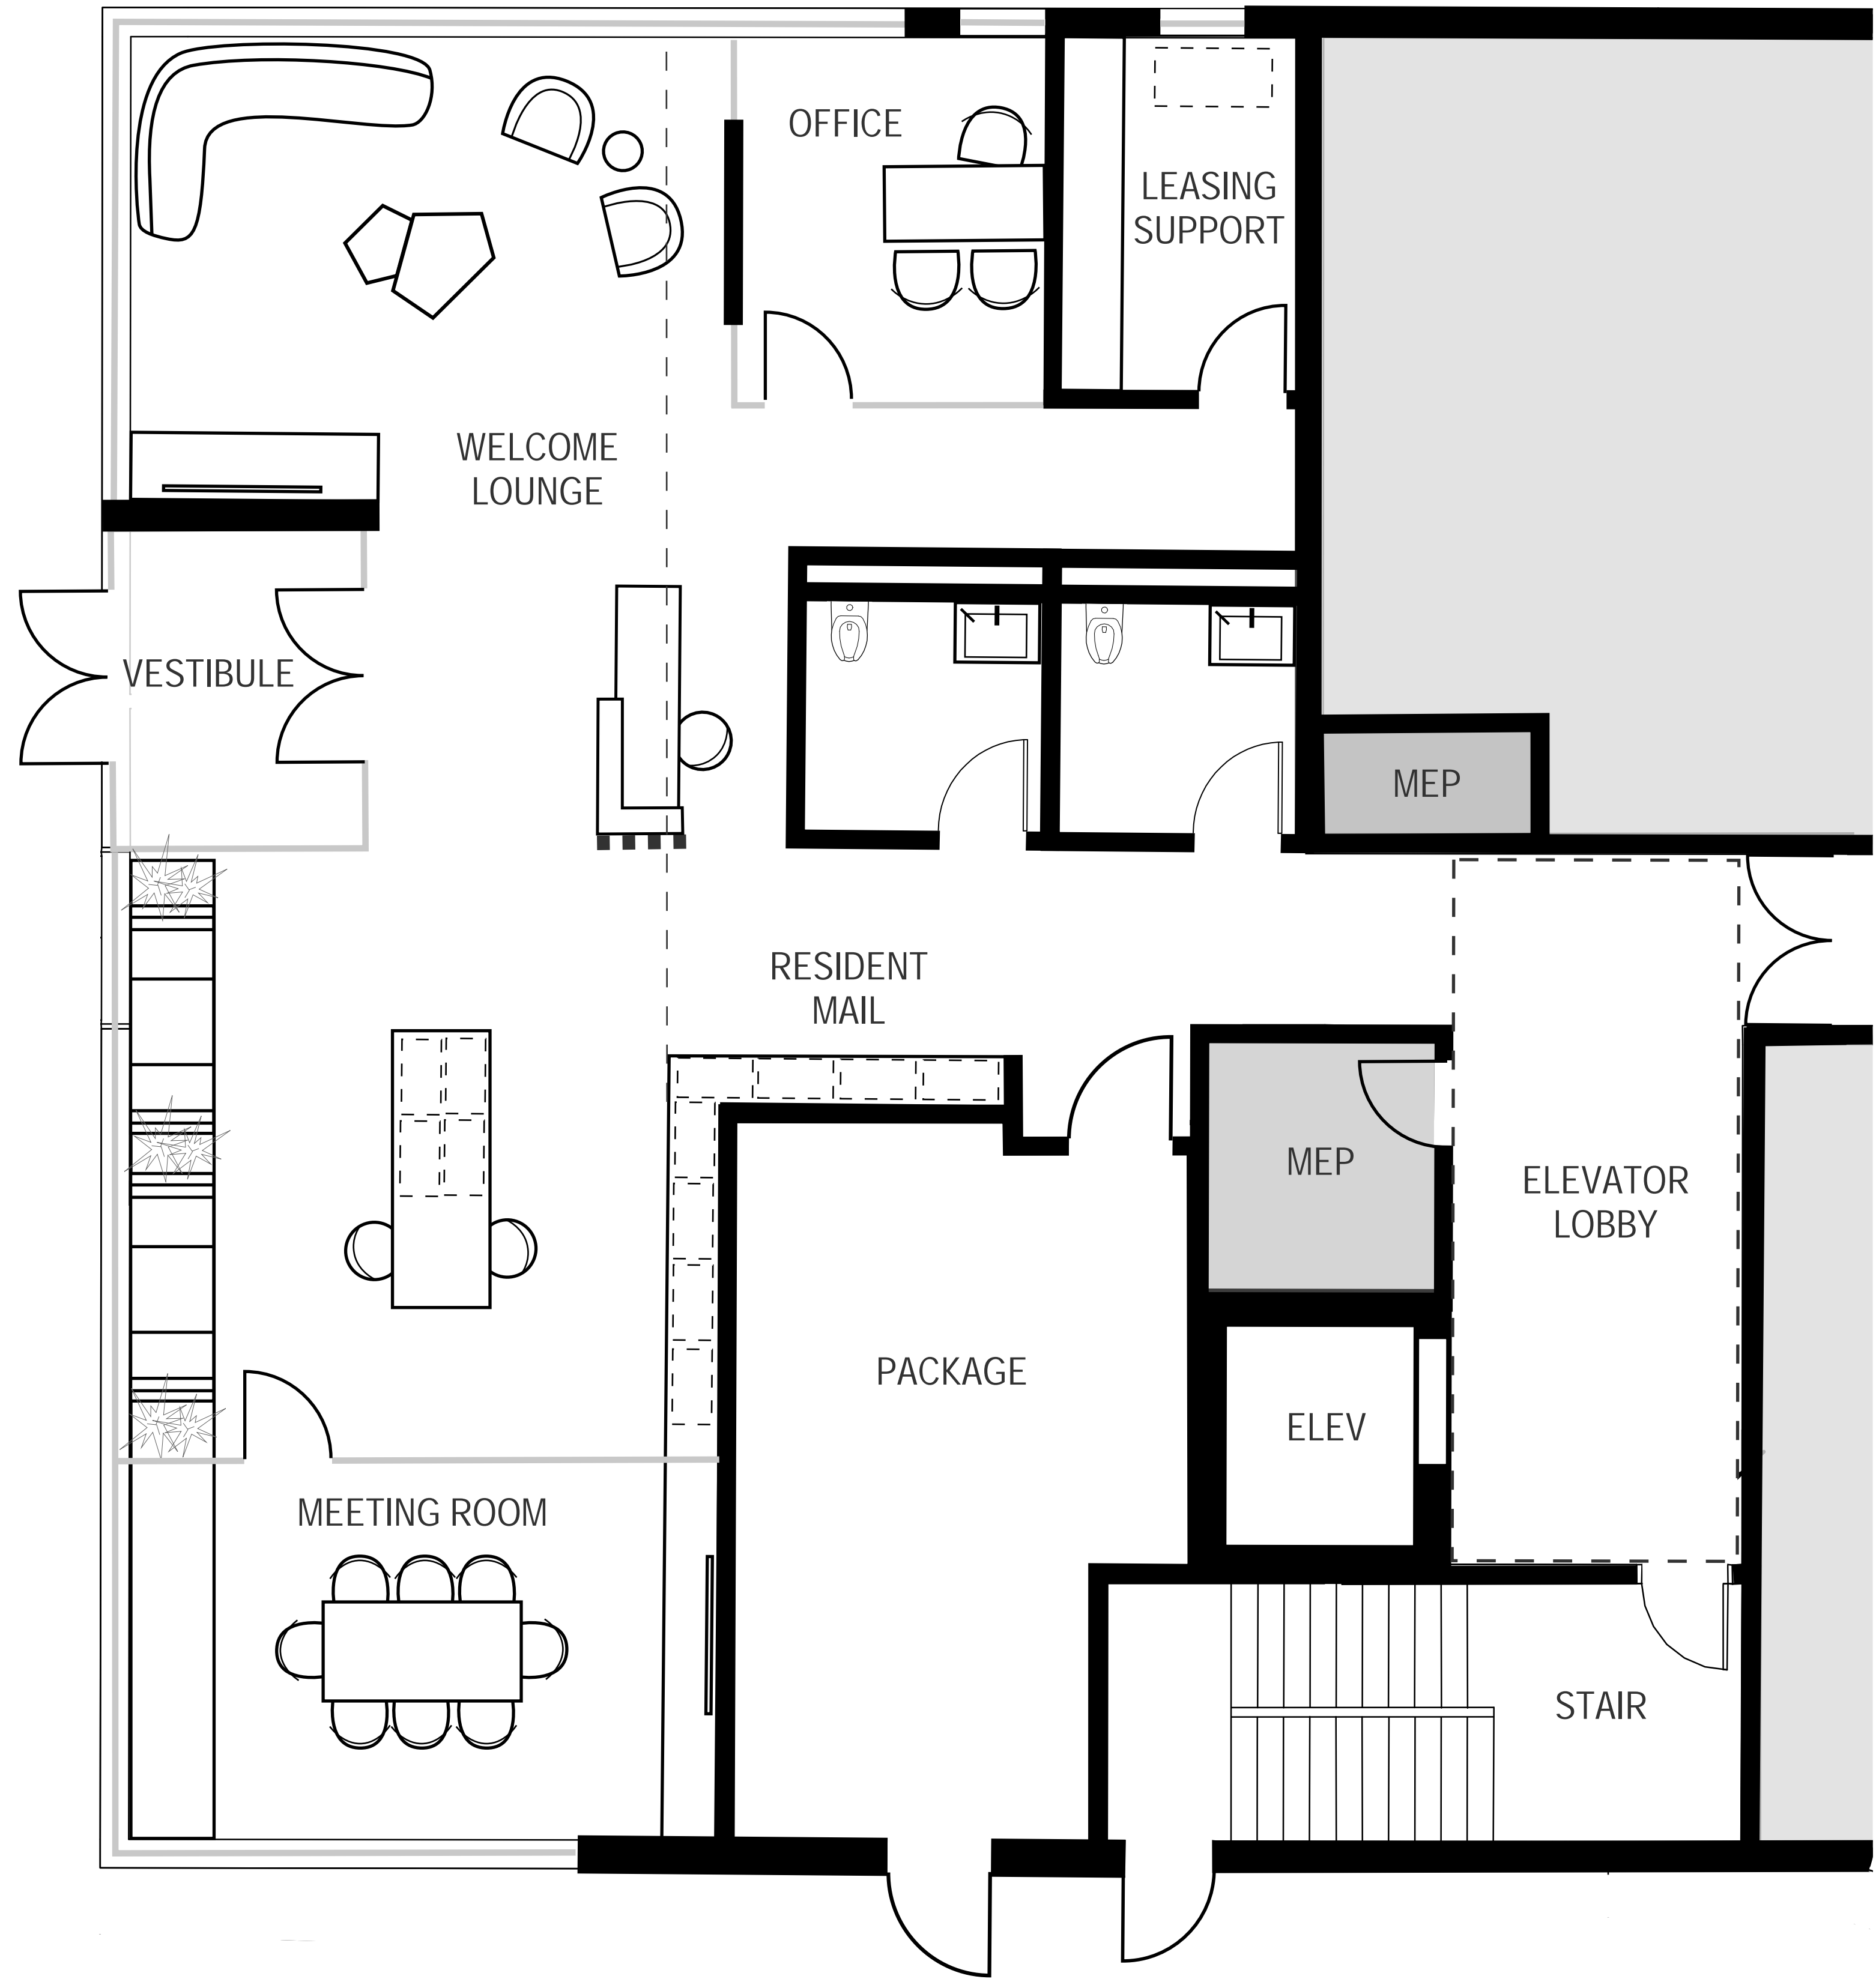 OFFICE
LEASING
SUPPORT
WELCOME
LOUNGE
VESTIBULE
MEP
RESIDENT
MAIL
MEP
ELEVATOR
LOBBY
PACKAGE
ELEV
MEETING ROOM
STAIR